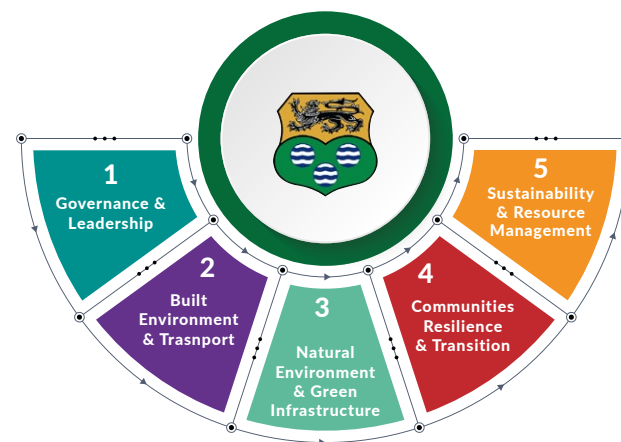 1
Governance &
Leadership
2
Built
Environment
& Trasnport
3
Natural
Environment
& Green
Infrastructure
4
Communities
Resilience
& Transition
5
Sustainability
& Resource
Management